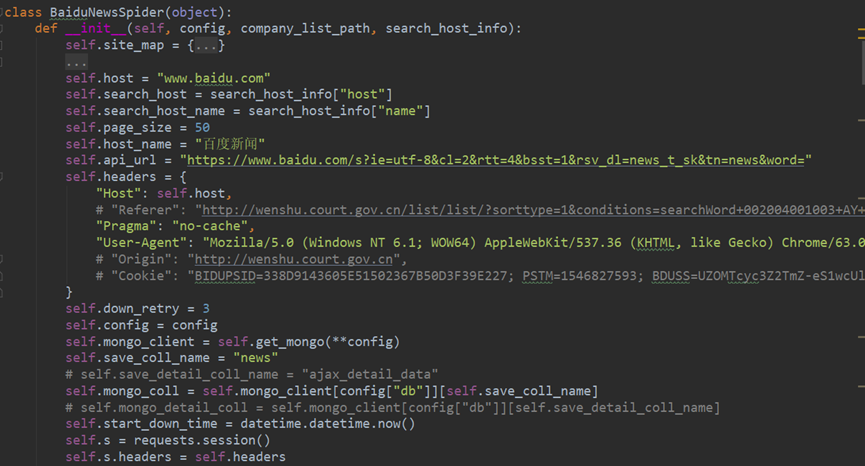 class BaiduNewsSpider(object):
def __init__(self, config, company_list_path, search_host_info):
self.site_map = {...}
...
self.host = "www.baidu.com"
self.search_host = search_host_info["host"]
self.search_host_name = search_host_info["name"]
self.page_size = 50
self.host_name = "百度新闻"
self.api_url = "https://www.baidu.com/s?ie=utf-8&cl=2&rtt=4&bsst=1&rsv_dl=news_t_sk&tn=news&word="
self.headers = {
"Host": self.host,
# "Referer": "http://wenshu.court.gov.cn/list/list/?sorttype=1&conditions=searchWord+002004001003+AY+
"Pragma": "no-cache",
"User-Agent": "Mozilla/5.0 (Windows NT 6.1; WOW64) AppleWebKit/537.36 (KHTML, like Gecko) Chrome/63.0
# "Origin": "http://wenshu.court.gov.cn",
# "Cookie": "BIDUPSID=338D9143605E51502367B50D3F39E227; PSTM=1546827593; BDUSS=UZOMTcyc3Z2TmZ-eS1wcUl
}
self.down_retry = 3
self.config = config
self.mongo_client = self.get_mongo(**config)
self.save_coll_name = "news"
# self.save_detail_coll_name = "ajax_detail_data"
self.mongo_coll = self.mongo_client[config["db"]][self.save_coll_name]
# self.mongo_detail_coll = self.mongo_client[config["db"]][self.save_detail_coll_name]
self.start_down_time = datetime.datetime.now()
self.s = requests.session()
self.s.headers = self.headers